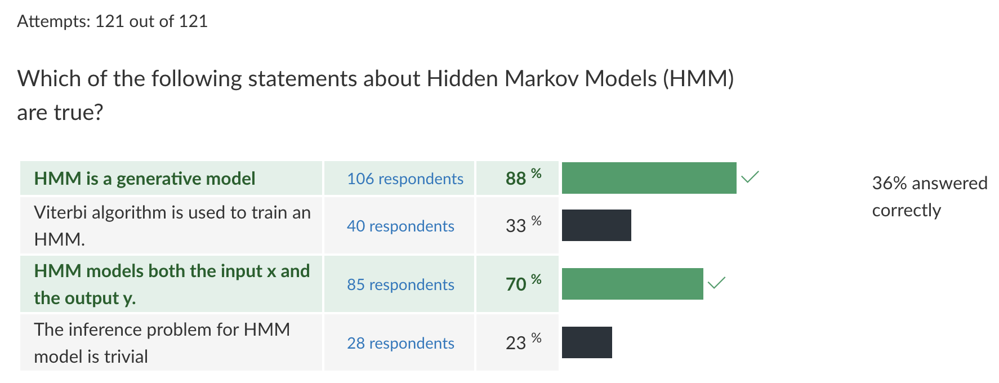 Attempts: 121 out of 121
Which of the following statements about Hidden Markov Models (HMM)
are true?
HMM is a generative model
106 respondents
88 %
36% answered
correctly
Viterbi algorithm is used to train an
HMM.
40 respondents
33 %
HMM models both the input x and
the output y.
85 respondents
70 %
The inference problem for HMM
model is trivial
28 respondents
23 %